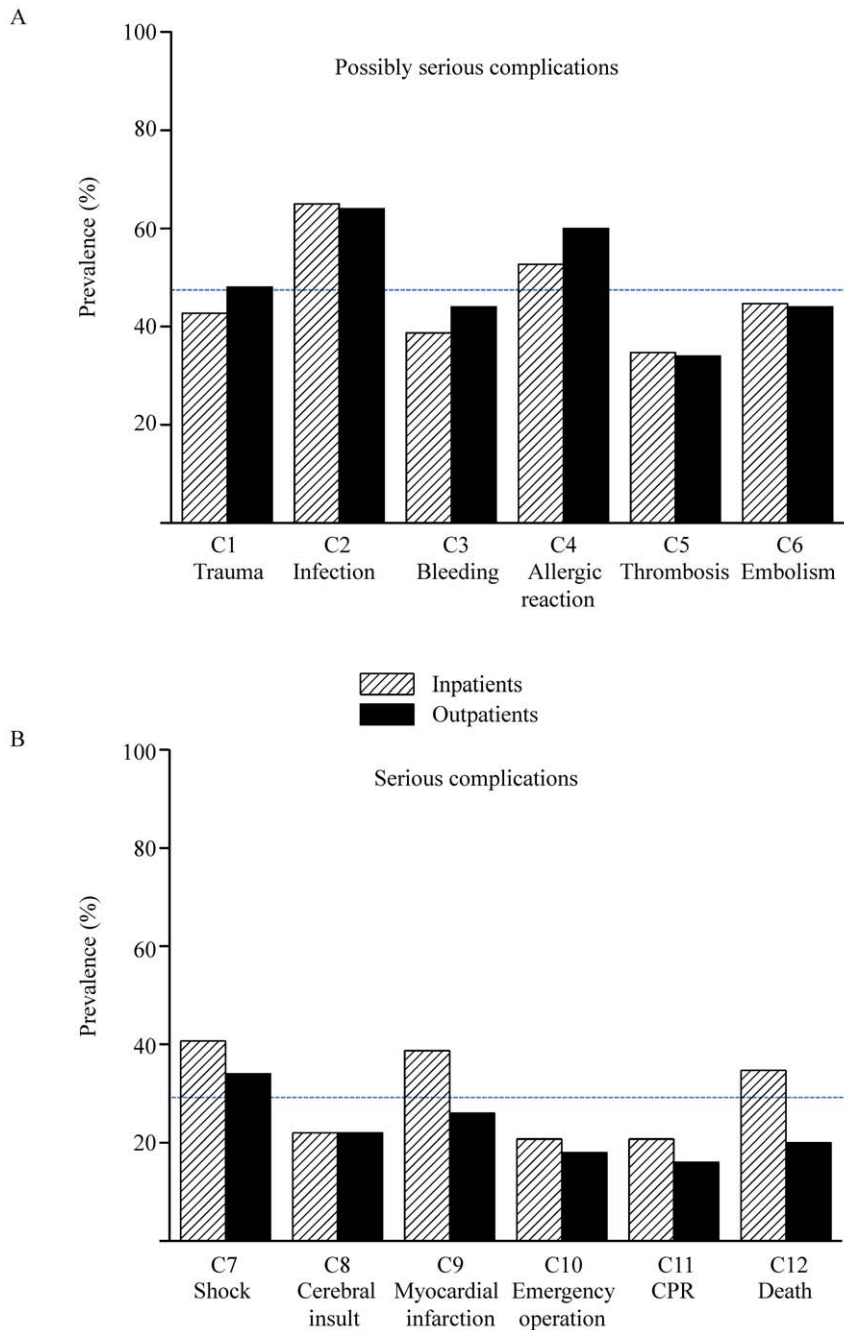 A
Possibly serious complications
Prevalence (%)
100
80
60
40
20
C1 C2 C3 C4 C5 C6
Trauma Infection Bleeding Allergic Thrombosis Embolism
reaction
Inpatients
Outpatients
B
Serious complications
Prevalence (%)
100
80
60
40
20
C7 C8 C9 C10 C11 C12
Shock Cerebral Myocardial Emergency CPR Death
insult infarction operation